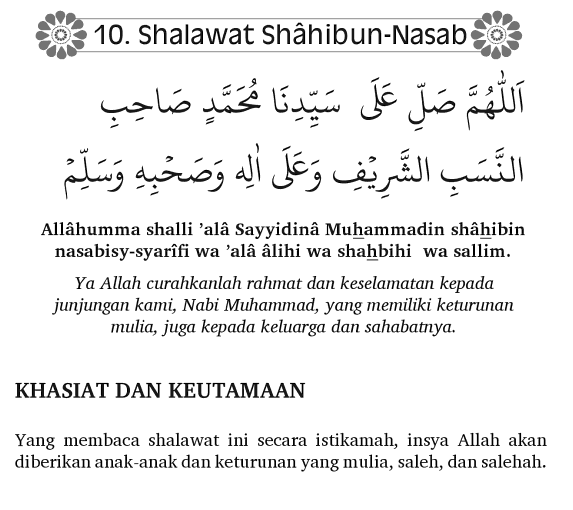 10. Shalawat Shâhibun-Nasab
اَللّٰهُمَّ صَلِّ عَلَى سَيِّدِنَا مُحَمَّدٍ صَاحِبِ
النَّسَبِ الشَّرِيْفِ وَعَلَى اٰلِهِ وَصَحْبِهِ وَسَلِّمْ
Allâhumma shalli ’alâ Sayyidinâ Muhammadin shâhibin
nasabisy-syarîfi wa ’alâ âlihi wa shahbihi wa sallim.
Ya Allah curahkanlah rahmat dan keselamatan kepada
junjungan kami, Nabi Muhammad, yang memiliki keturunan
mulia, juga kepada keluarga dan sahabatnya.
KHASIAT DAN KEUTAMAAN
Yang membaca shalawat ini secara istikamah, insya Allah akan
diberikan anak-anak dan keturunan yang mulia, saleh, dan salehah.